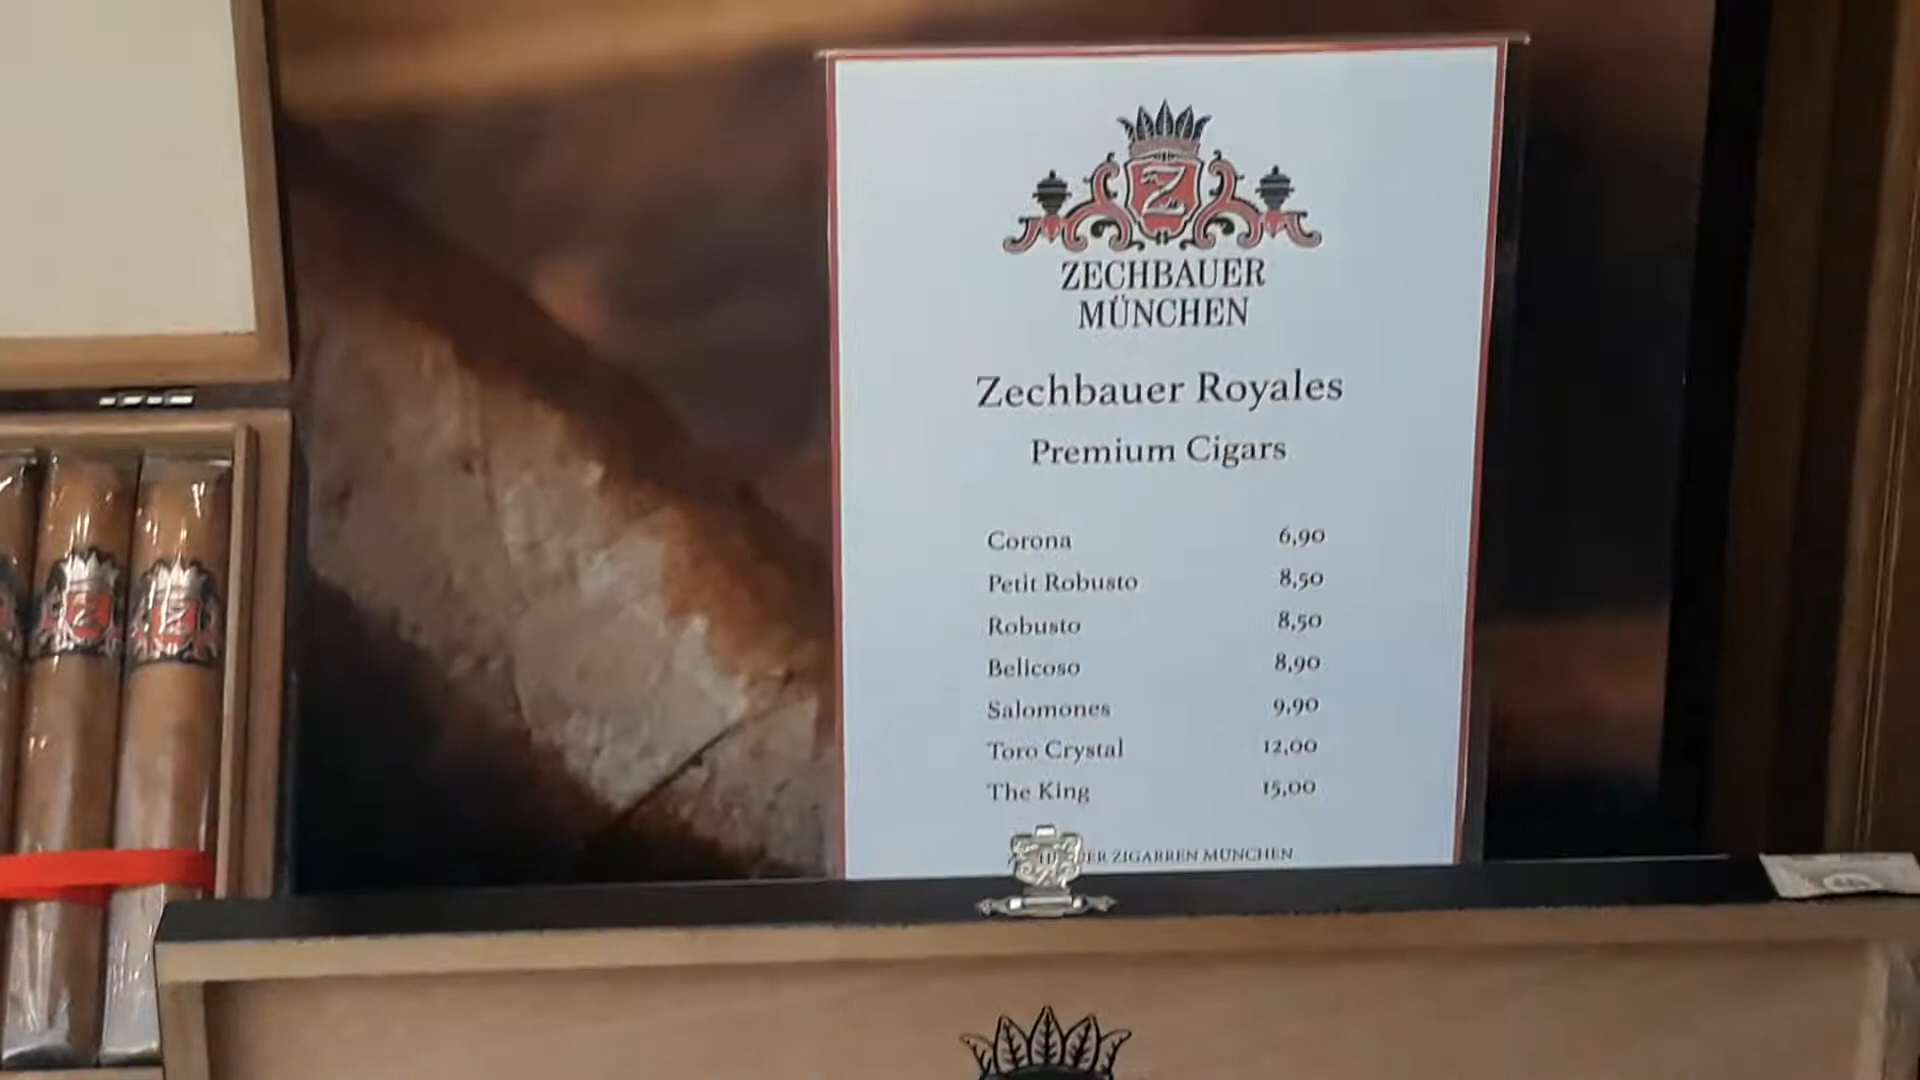 Z
ZECHBAUER
MÜNCHEN
Zechbauer Royales
Premium Cigars
Corona 6,90
Petit Robusto 8,50
Robusto 8,50
Belicoso 8,90
Salomones 9,90
Toro Crystal 12,00
The King 15,00
ZIGARREN MÜNCHEN
Z
Z